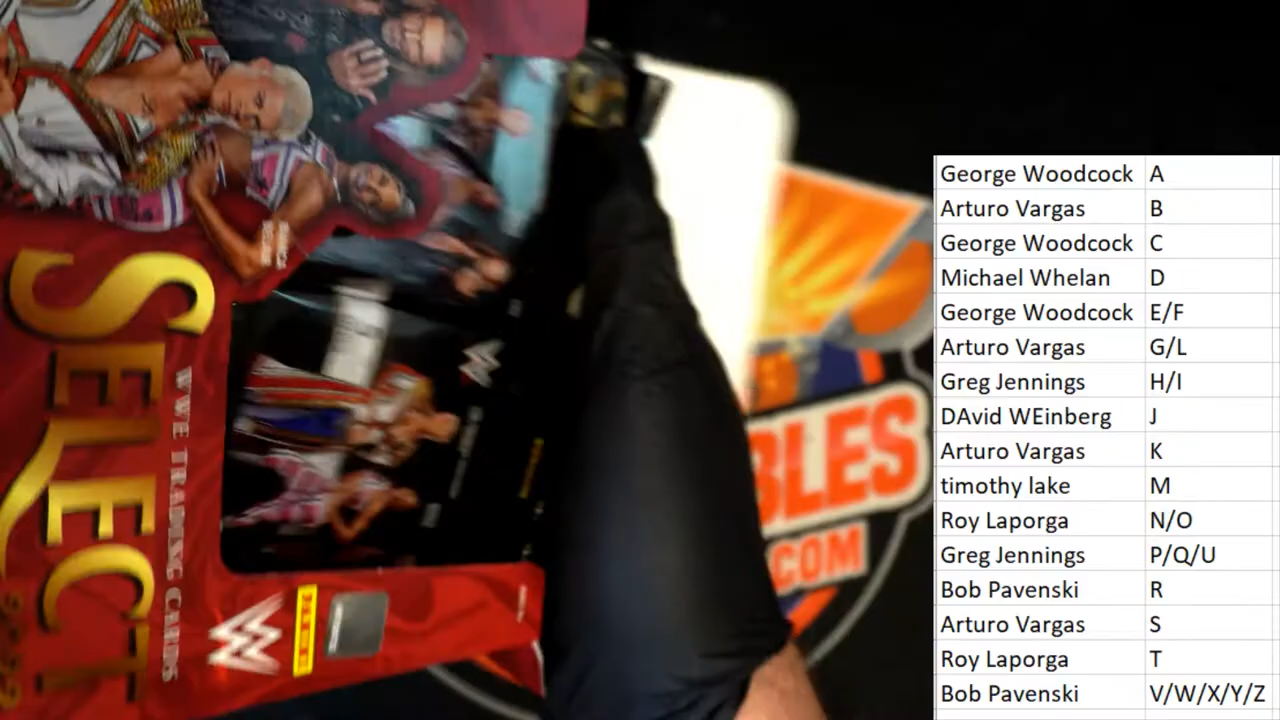 SELECT
WWE TRADING CARDS
PANINI
BLES
.COM
George Woodcock A
Arturo Vargas B
George Woodcock C
Michael Whelan D
George Woodcock E/F
Arturo Vargas G/L
Greg Jennings H/I
DAvid WEinberg J
Arturo Vargas K
timothy lake M
Roy Laporga N/O
Greg Jennings P/Q/U
Bob Pavenski R
Arturo Vargas S
Roy Laporga T
Bob Pavenski V/W/X/Y/Z